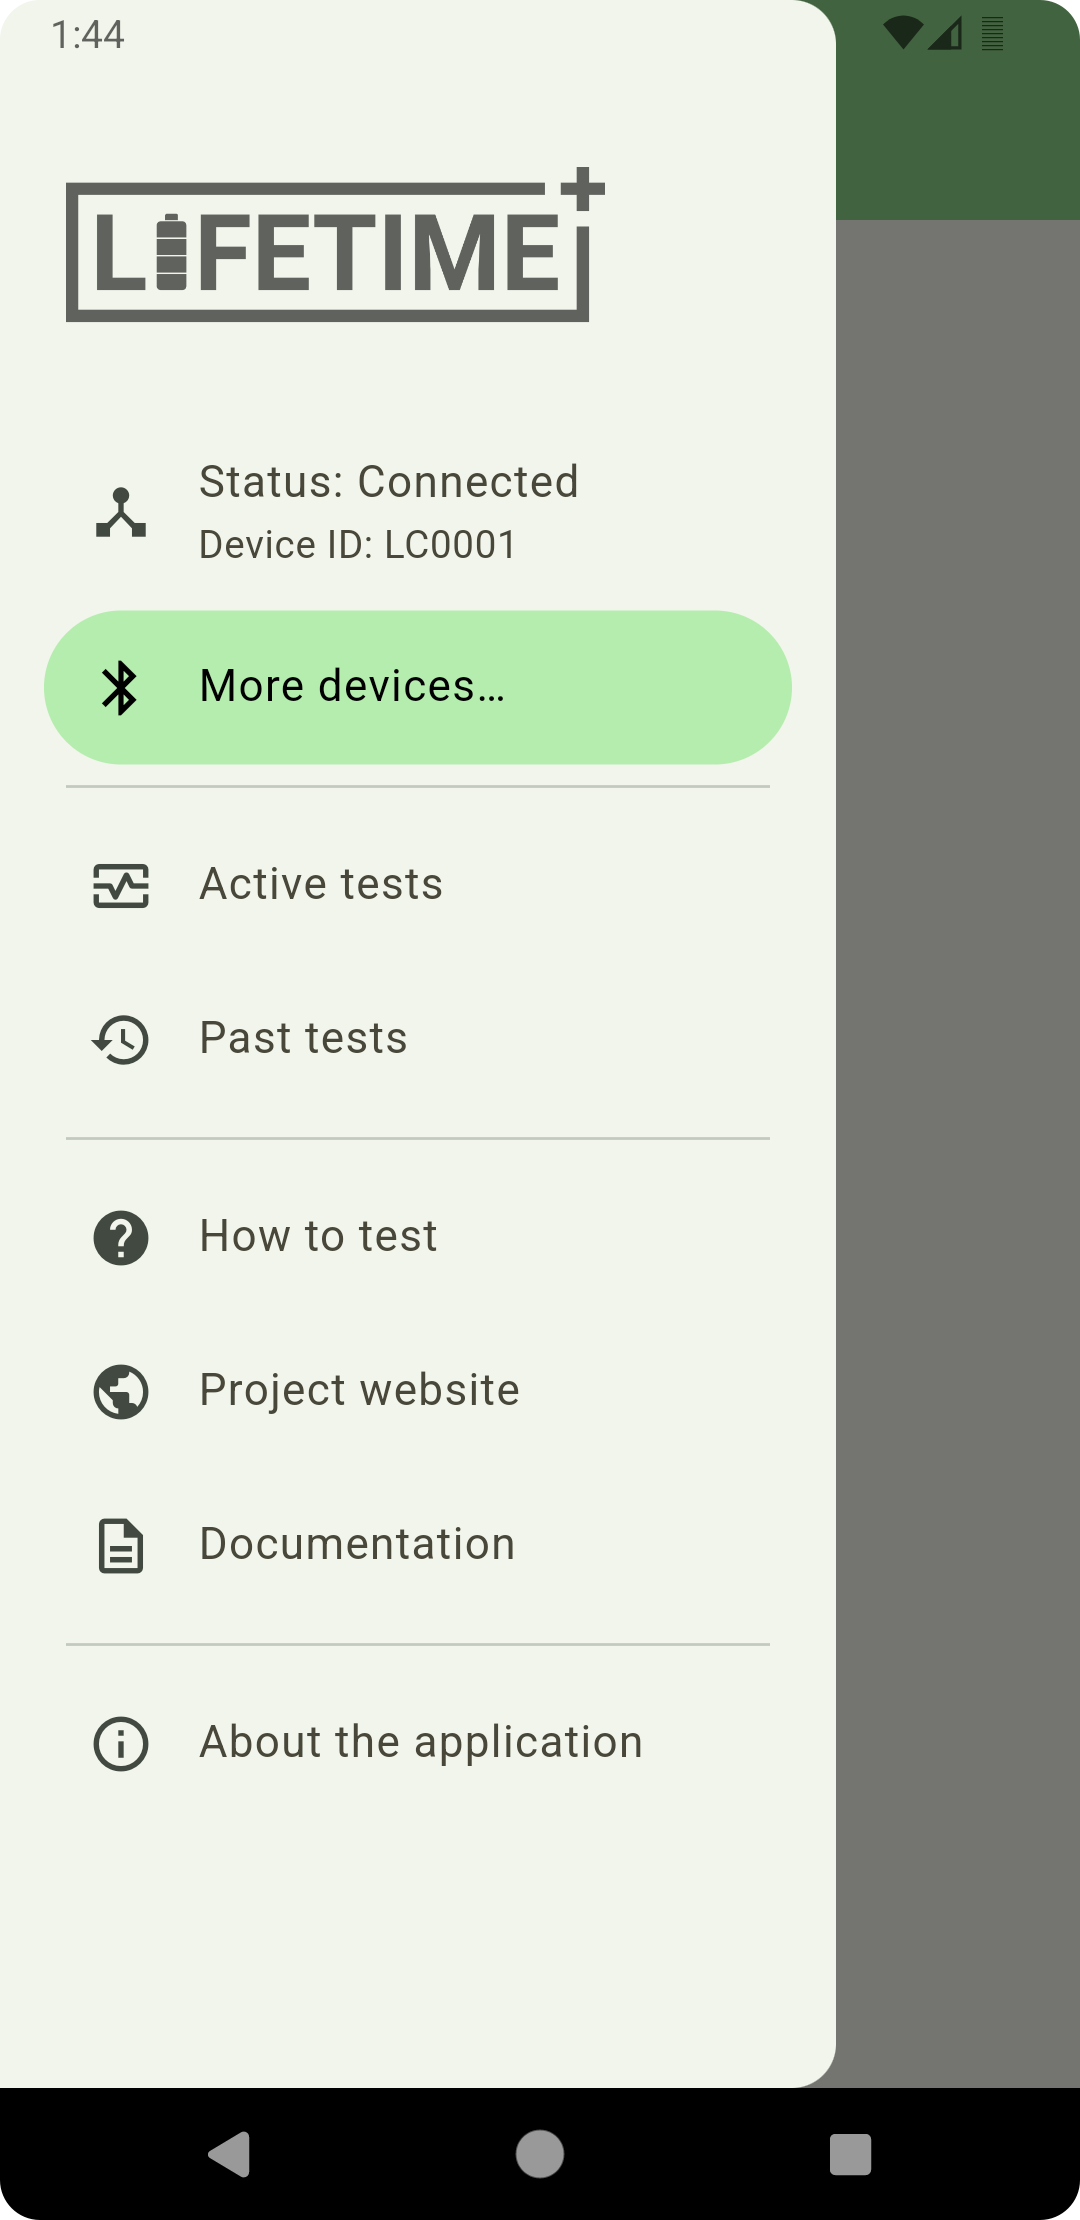 1:44
LIFETIME+
Status: Connected
Device ID: LC0001
More devices…
Active tests
Past tests
How to test
Project website
Documentation
About the application